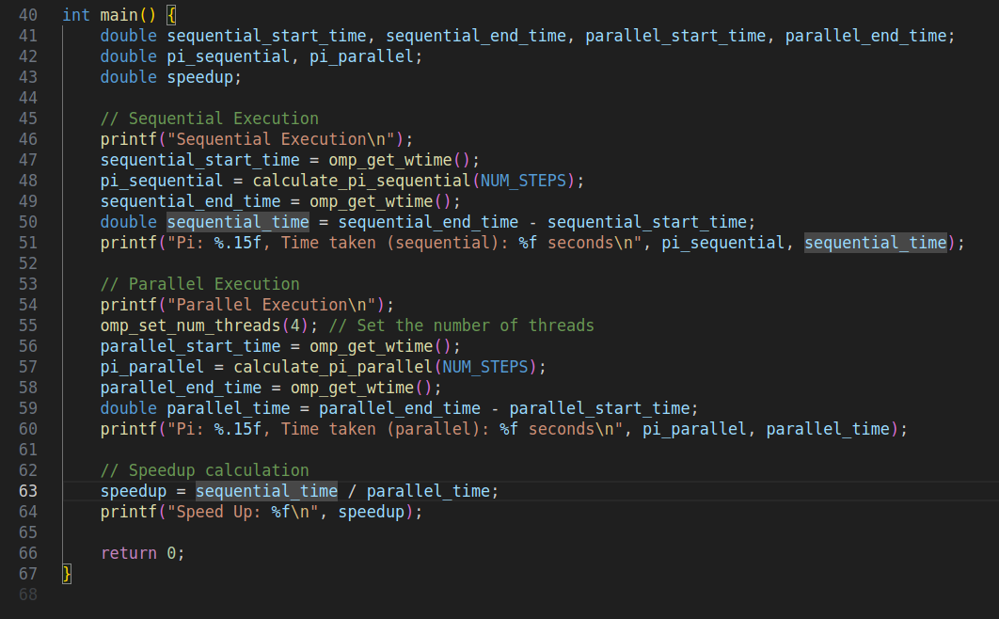 40 int main() {
41     double sequential_start_time, sequential_end_time, parallel_start_time, parallel_end_time;
42     double pi_sequential, pi_parallel;
43     double speedup;
44
45     // Sequential Execution
46     printf("Sequential Execution\n");
47     sequential_start_time = omp_get_wtime();
48     pi_sequential = calculate_pi_sequential(NUM_STEPS);
49     sequential_end_time = omp_get_wtime();
50     double sequential_time = sequential_end_time - sequential_start_time;
51     printf("Pi: %.15f, Time taken (sequential): %f seconds\n", pi_sequential, sequential_time);
52
53     // Parallel Execution
54     printf("Parallel Execution\n");
55     omp_set_num_threads(4); // Set the number of threads
56     parallel_start_time = omp_get_wtime();
57     pi_parallel = calculate_pi_parallel(NUM_STEPS);
58     parallel_end_time = omp_get_wtime();
59     double parallel_time = parallel_end_time - parallel_start_time;
60     printf("Pi: %.15f, Time taken (parallel): %f seconds\n", pi_parallel, parallel_time);
61
62     // Speedup calculation
63     speedup = sequential_time / parallel_time;
64     printf("Speed Up: %f\n", speedup);
65
66     return 0;
67 }
68